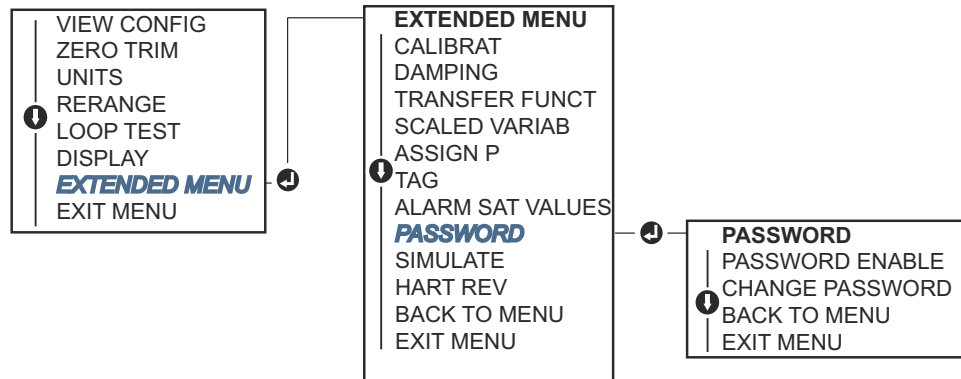 VIEW CONFIG
ZERO TRIM
UNITS
RERANGE
LOOP TEST
DISPLAY
EXTENDED MENU
EXIT MENU
EXTENDED MENU
CALIBRAT
DAMPING
TRANSFER FUNCT
SCALED VARIAB
ASSIGN P
TAG
ALARM SAT VALUES
PASSWORD
SIMULATE
HART REV
BACK TO MENU
EXIT MENU
PASSWORD
PASSWORD ENABLE
CHANGE PASSWORD
BACK TO MENU
EXIT MENU